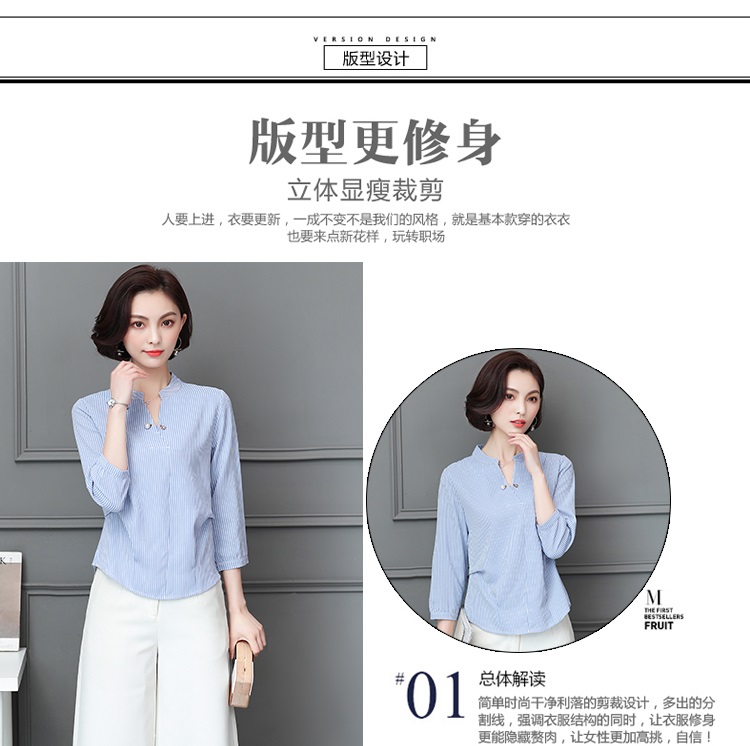 VERSION DESIGN
版型设计
版型更修身
立体显瘦裁剪
人要上进，衣要更新，一成不变不是我们的风格，就是基本款穿的衣衣
也要来点新花样，玩转职场
K
M
THE FIRST
BESTSELLERS
FRUIT
#01
总体解读
简单时尚干净利落的剪裁设计，多出的分
割线，强调衣服结构的同时，让衣服修身
更能隐藏赘肉，让女性更加高挑，自信！